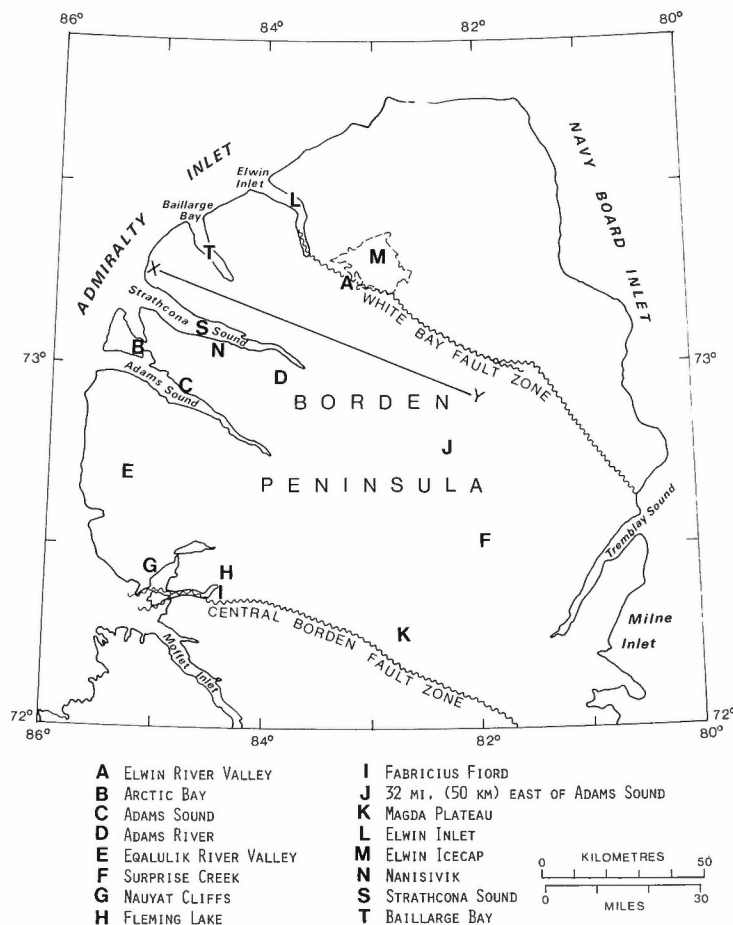 86°
84°
82°
80°
ADMIRALTY INLET
NAVY BOARD INLET
Elwin Inlet
L
Baillarge Bay
T
M
A
X
WHITE BAY FAULT ZONE
Strathcona Sound
S
N
B
73°
73°
D
Adams Sound
C
Y
BORDEN
J
E
PENINSULA
F
Tremblay Sound
G
H
I
CENTRAL BORDEN FAULT ZONE
K
Milne Inlet
Moffet Inlet
72°
72°
86°
84°
82°
80°
A ELWIN RIVER VALLEY
B ARCTIC BAY
C ADAMS SOUND
D ADAMS RIVER
E EQALULIK RIVER VALLEY
F SURPRISE CREEK
G NAUYAT CLIFFS
H FLEMING LAKE
I FABRICIUS FIORD
J 32 MI. (50 KM) EAST OF ADAMS SOUND
K MAGDA PLATEAU
L ELWIN INLET
M ELWIN ICECAP
N NANISIVIK
S STRATHCONA SOUND
T BAILLARGE BAY
KILOMETRES
0 50
0 30
MILES